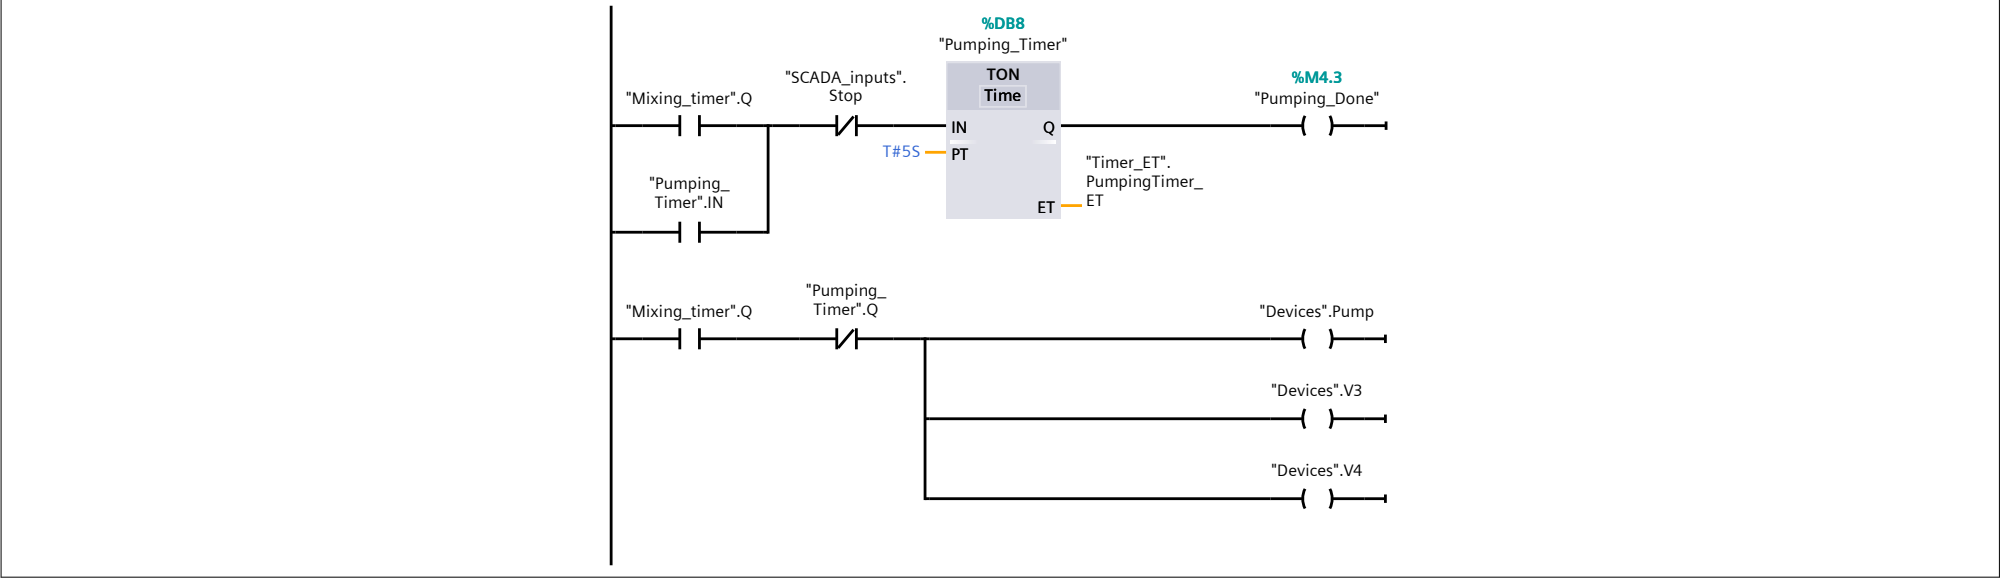 %DB8
"Pumping_Timer"
"SCADA_inputs".
Stop
TON
Time
%M4.3
"Mixing_timer".Q
"Pumping_Done"
IN
Q
T#5S
PT
"Timer_ET".
PumpingTimer_
ET
ET
"Pumping_
Timer".IN
"Mixing_timer".Q
"Pumping_
Timer".Q
"Devices".Pump
"Devices".V3
"Devices".V4